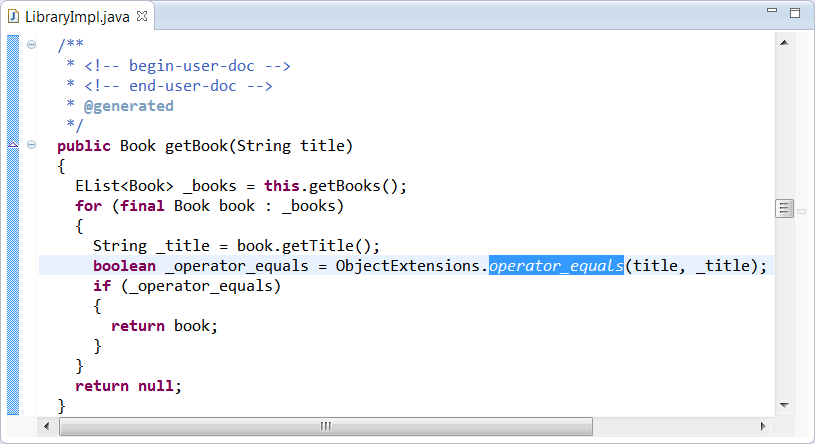 LibraryImpl.java
/**
 * <!-- begin-user-doc -->
 * <!-- end-user-doc -->
 * @generated
 */
public Book getBook(String title)
{
  EList<Book> _books = this.getBooks();
  for (final Book book : _books)
  {
    String _title = book.getTitle();
    boolean _operator_equals = ObjectExtensions.operator_equals(title, _title);
    if (_operator_equals)
    {
      return book;
    }
  }
  return null;
}